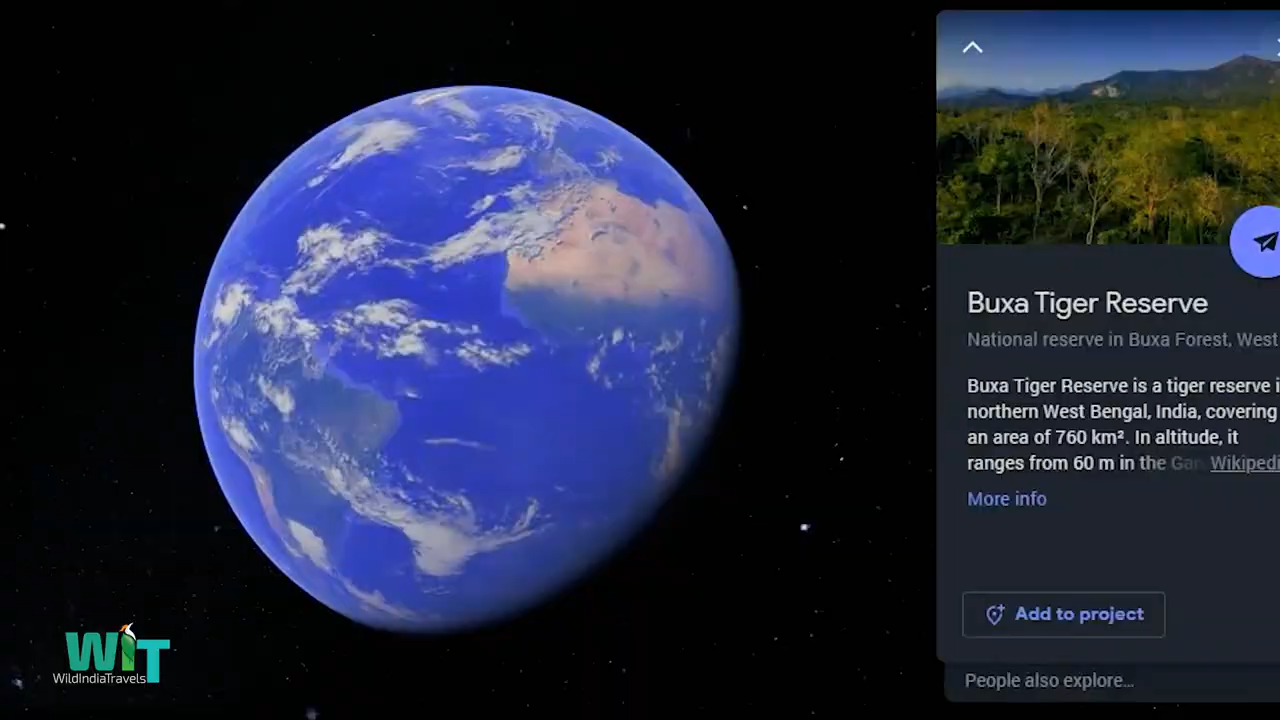 Buxa Tiger Reserve
National reserve in Buxa Forest, West
Buxa Tiger Reserve is a tiger reserve i
northern West Bengal, India, covering
an area of 760 km². In altitude, it
ranges from 60 m in the Gan Wikipedi
More info
Add to project
People also explore...
WiT
WildIndiaTravels